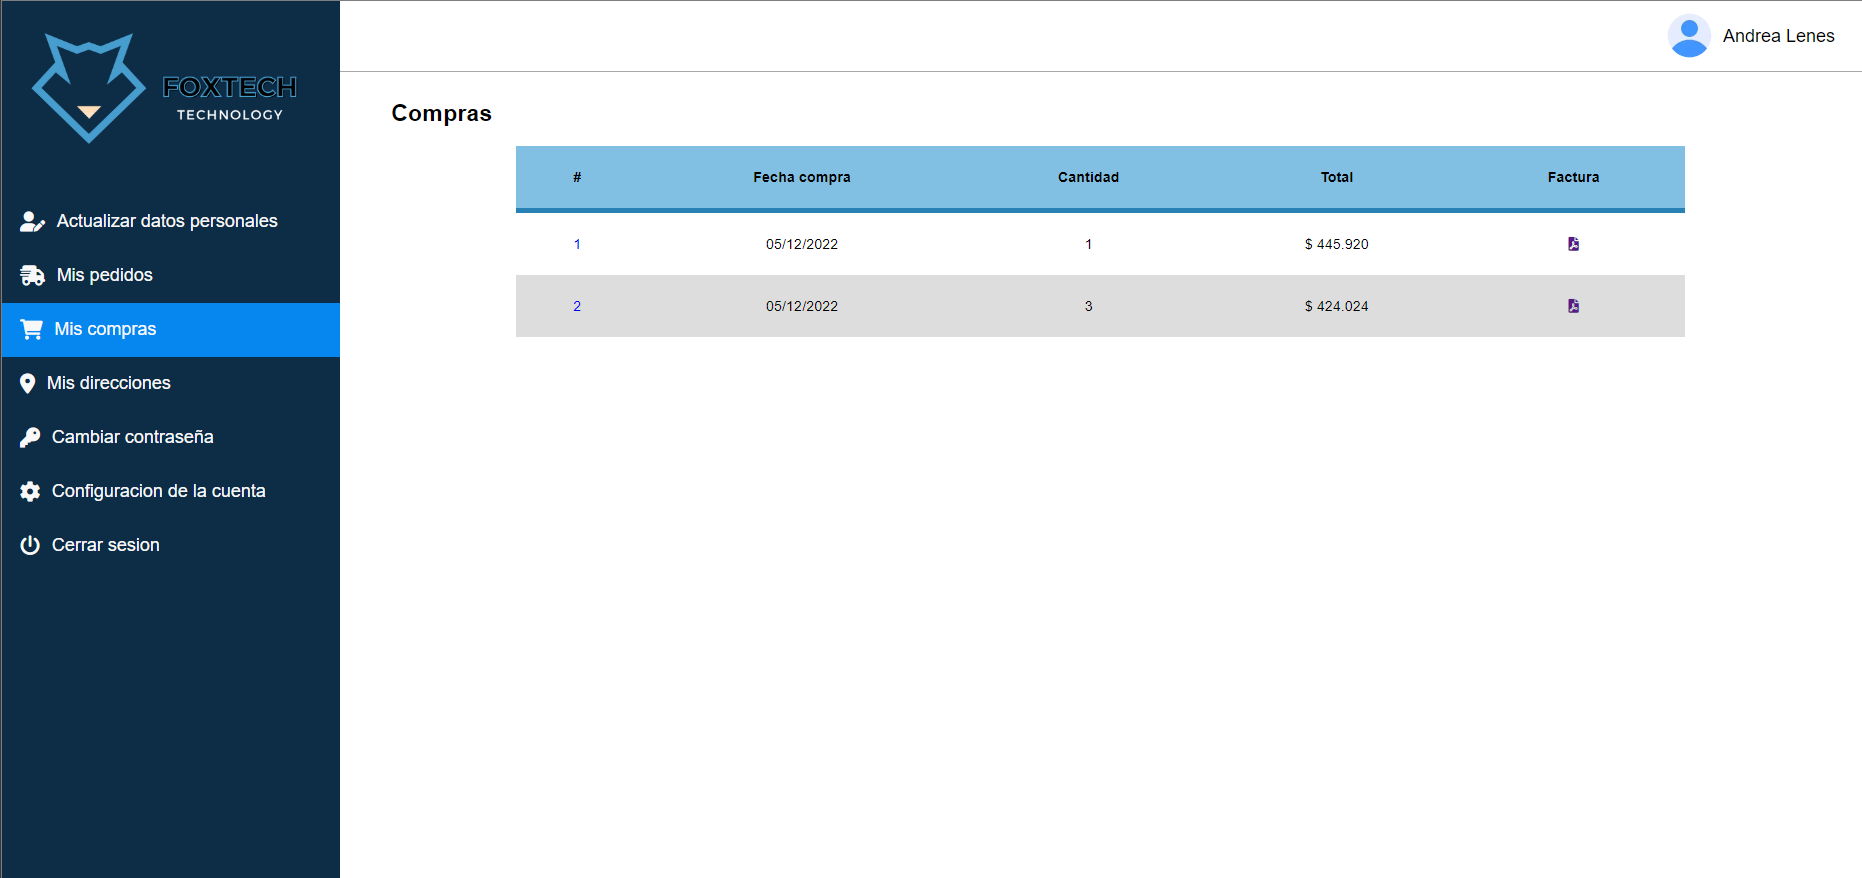 FOXTECH
TECHNOLOGY
Andrea Lenes
Actualizar datos personales
Mis pedidos
Mis compras
Mis direcciones
Cambiar contraseña
Configuracion de la cuenta
Cerrar sesion
Compras
# Fecha compra Cantidad Total Factura
1 05/12/2022 1 $ 445.920
2 05/12/2022 3 $ 424.024